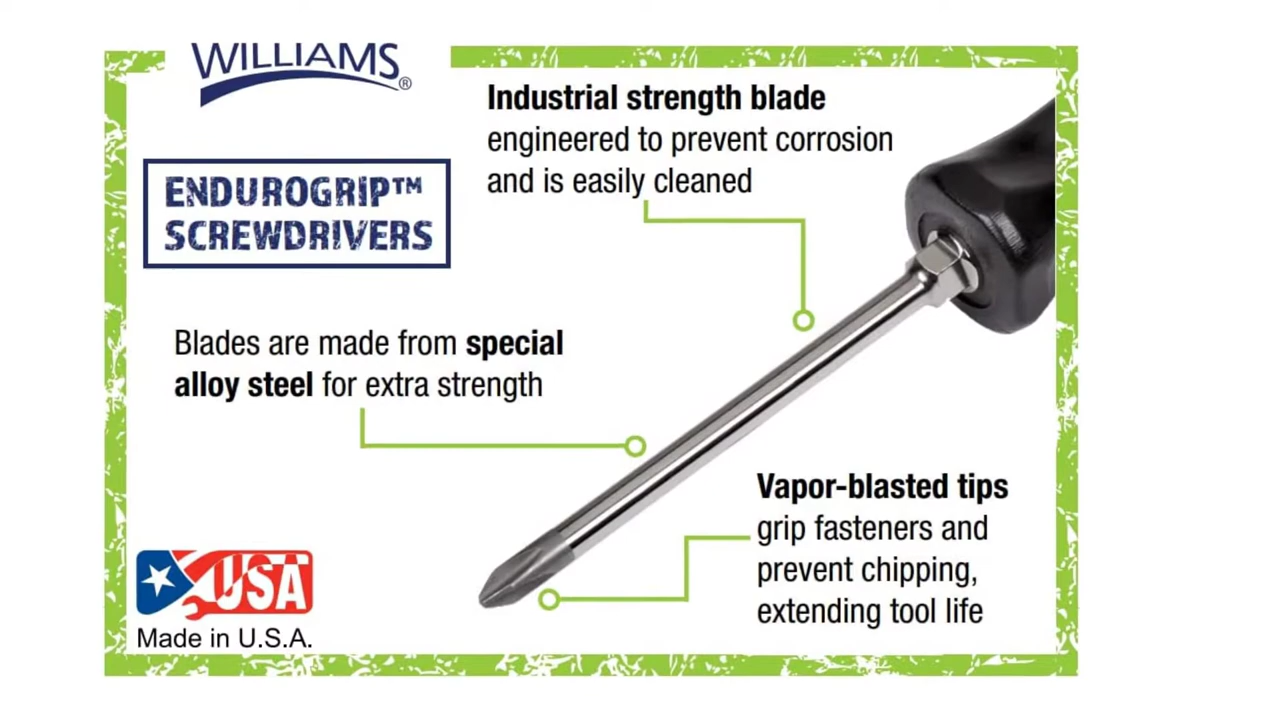 WILLIAMS®
Industrial strength blade
engineered to prevent corrosion
and is easily cleaned
ENDUROGRIP™
SCREWDRIVERS
Blades are made from special
alloy steel for extra strength
Vapor-blasted tips
grip fasteners and
prevent chipping,
extending tool life
USA
Made in U.S.A.